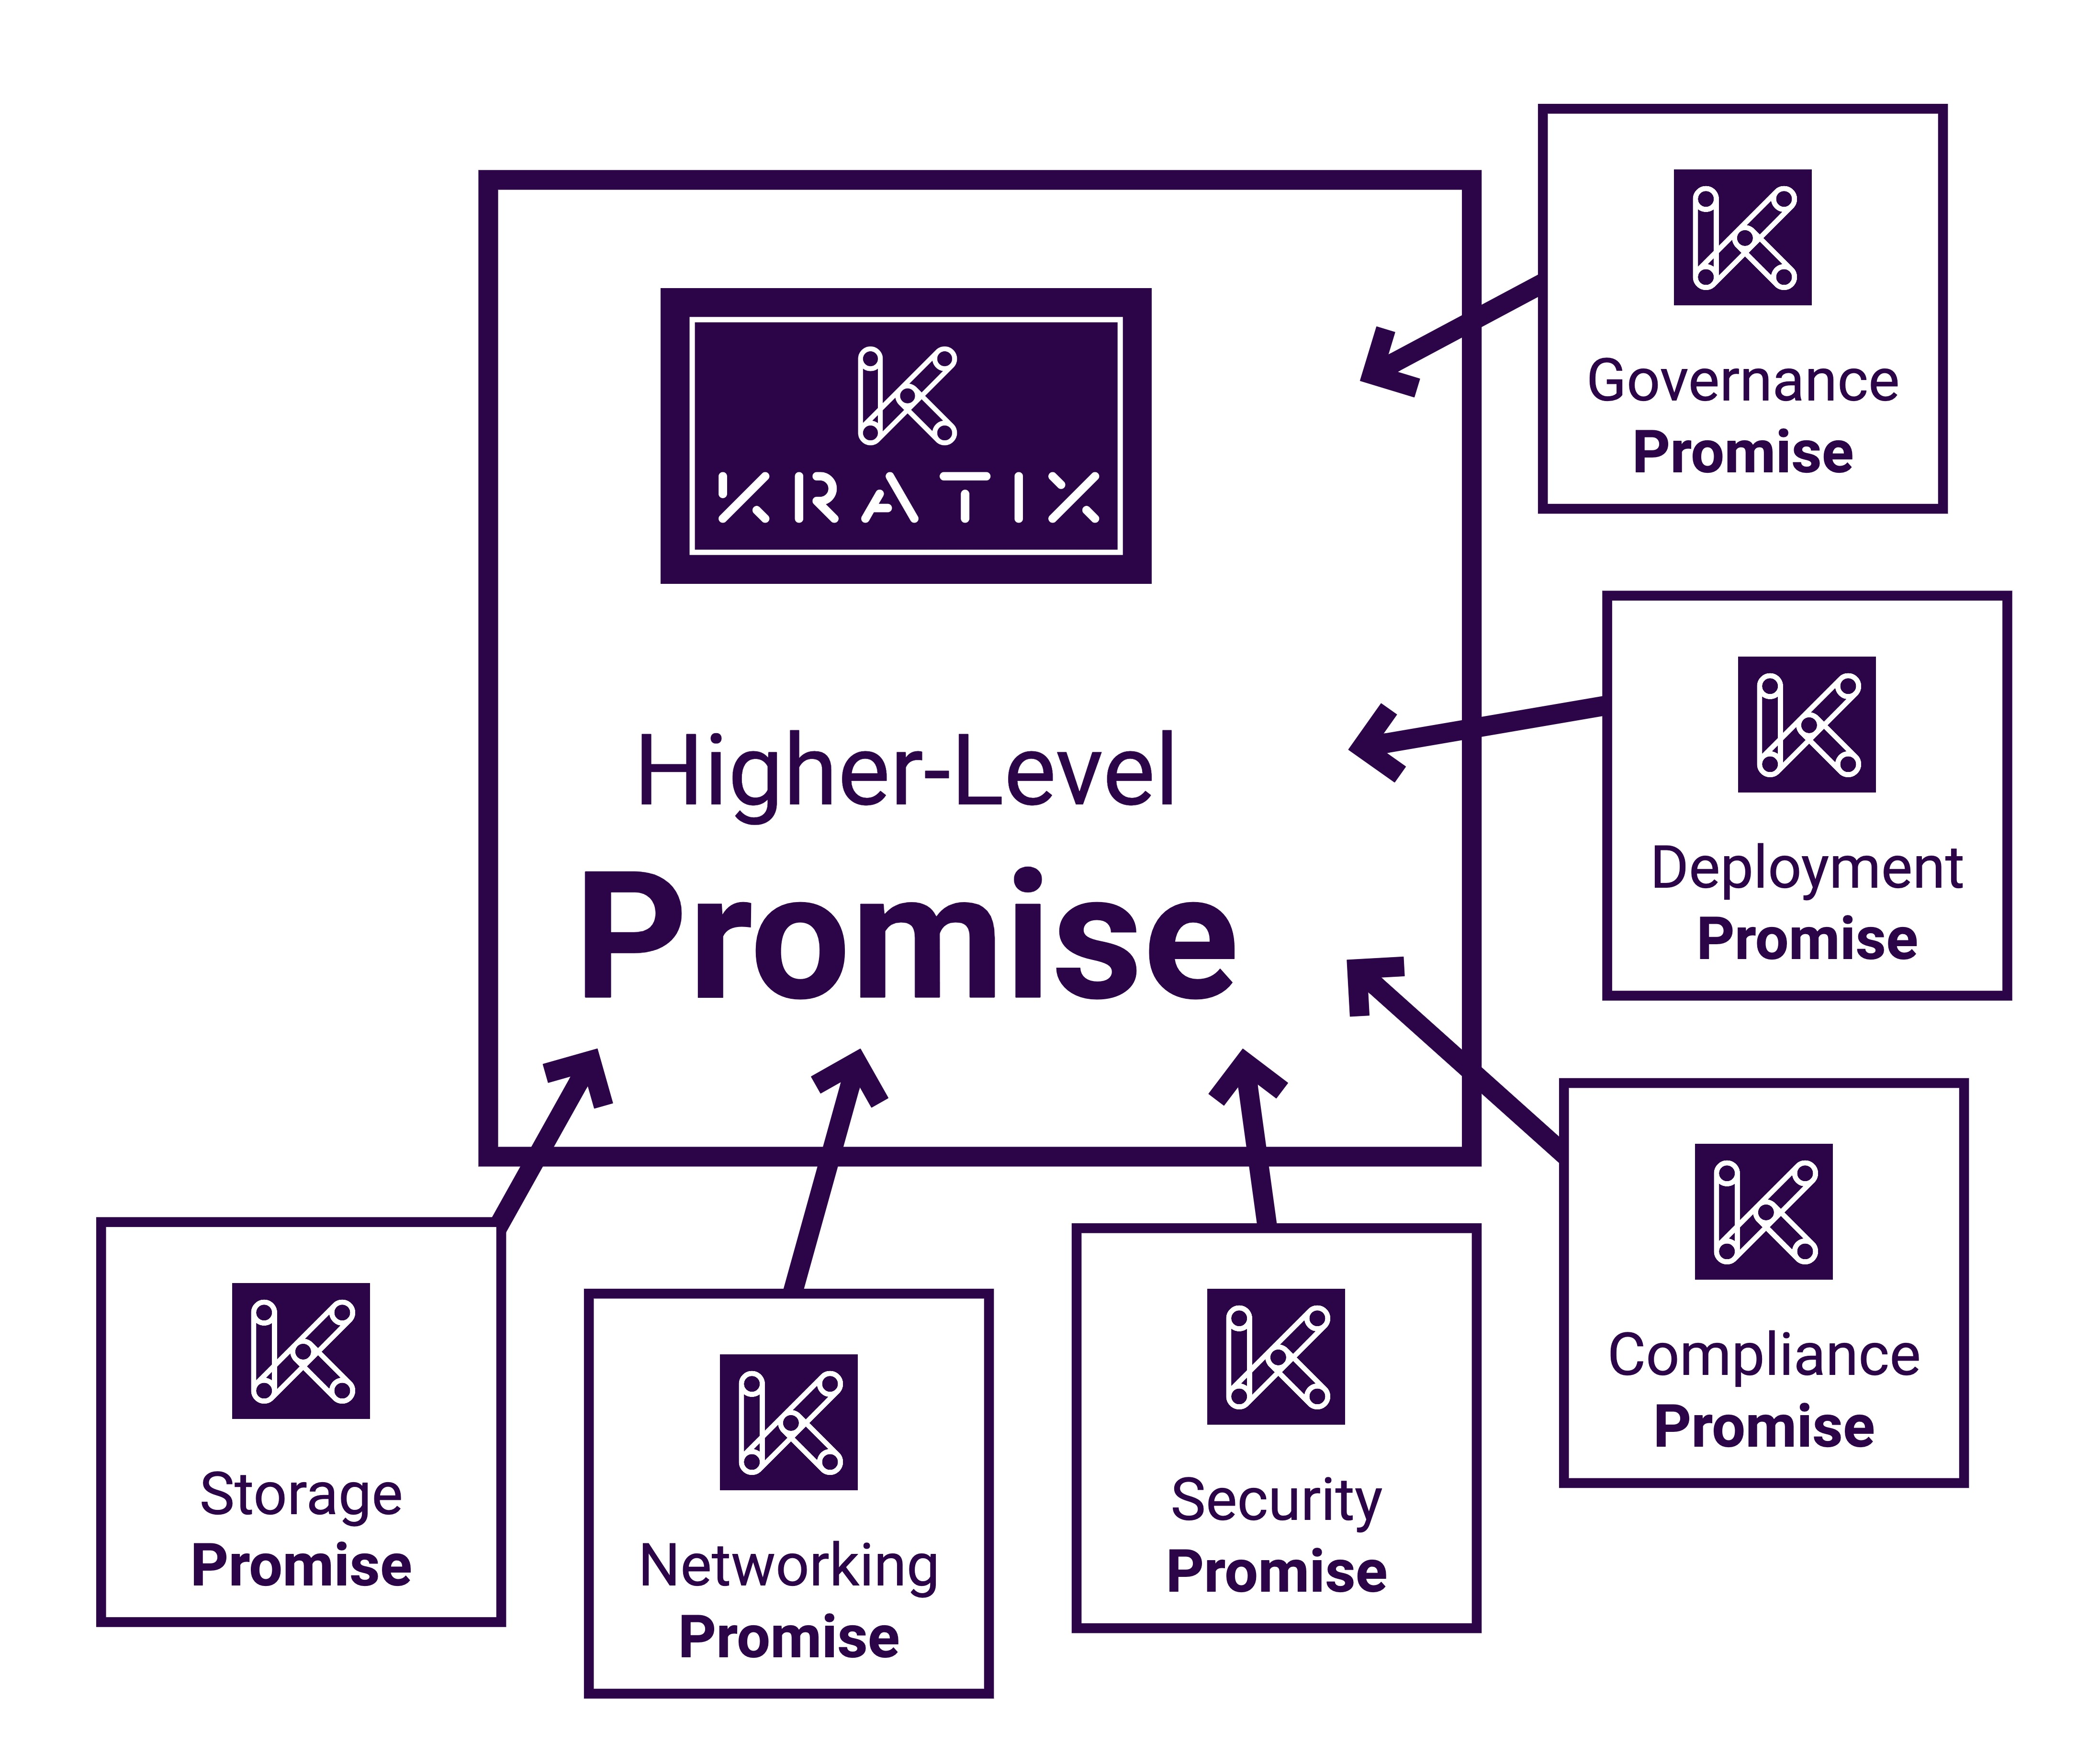 KRATIX
Higher-Level
Promise
Governance
Promise
Deployment
Promise
Compliance
Promise
Storage
Promise
Networking
Promise
Security
Promise